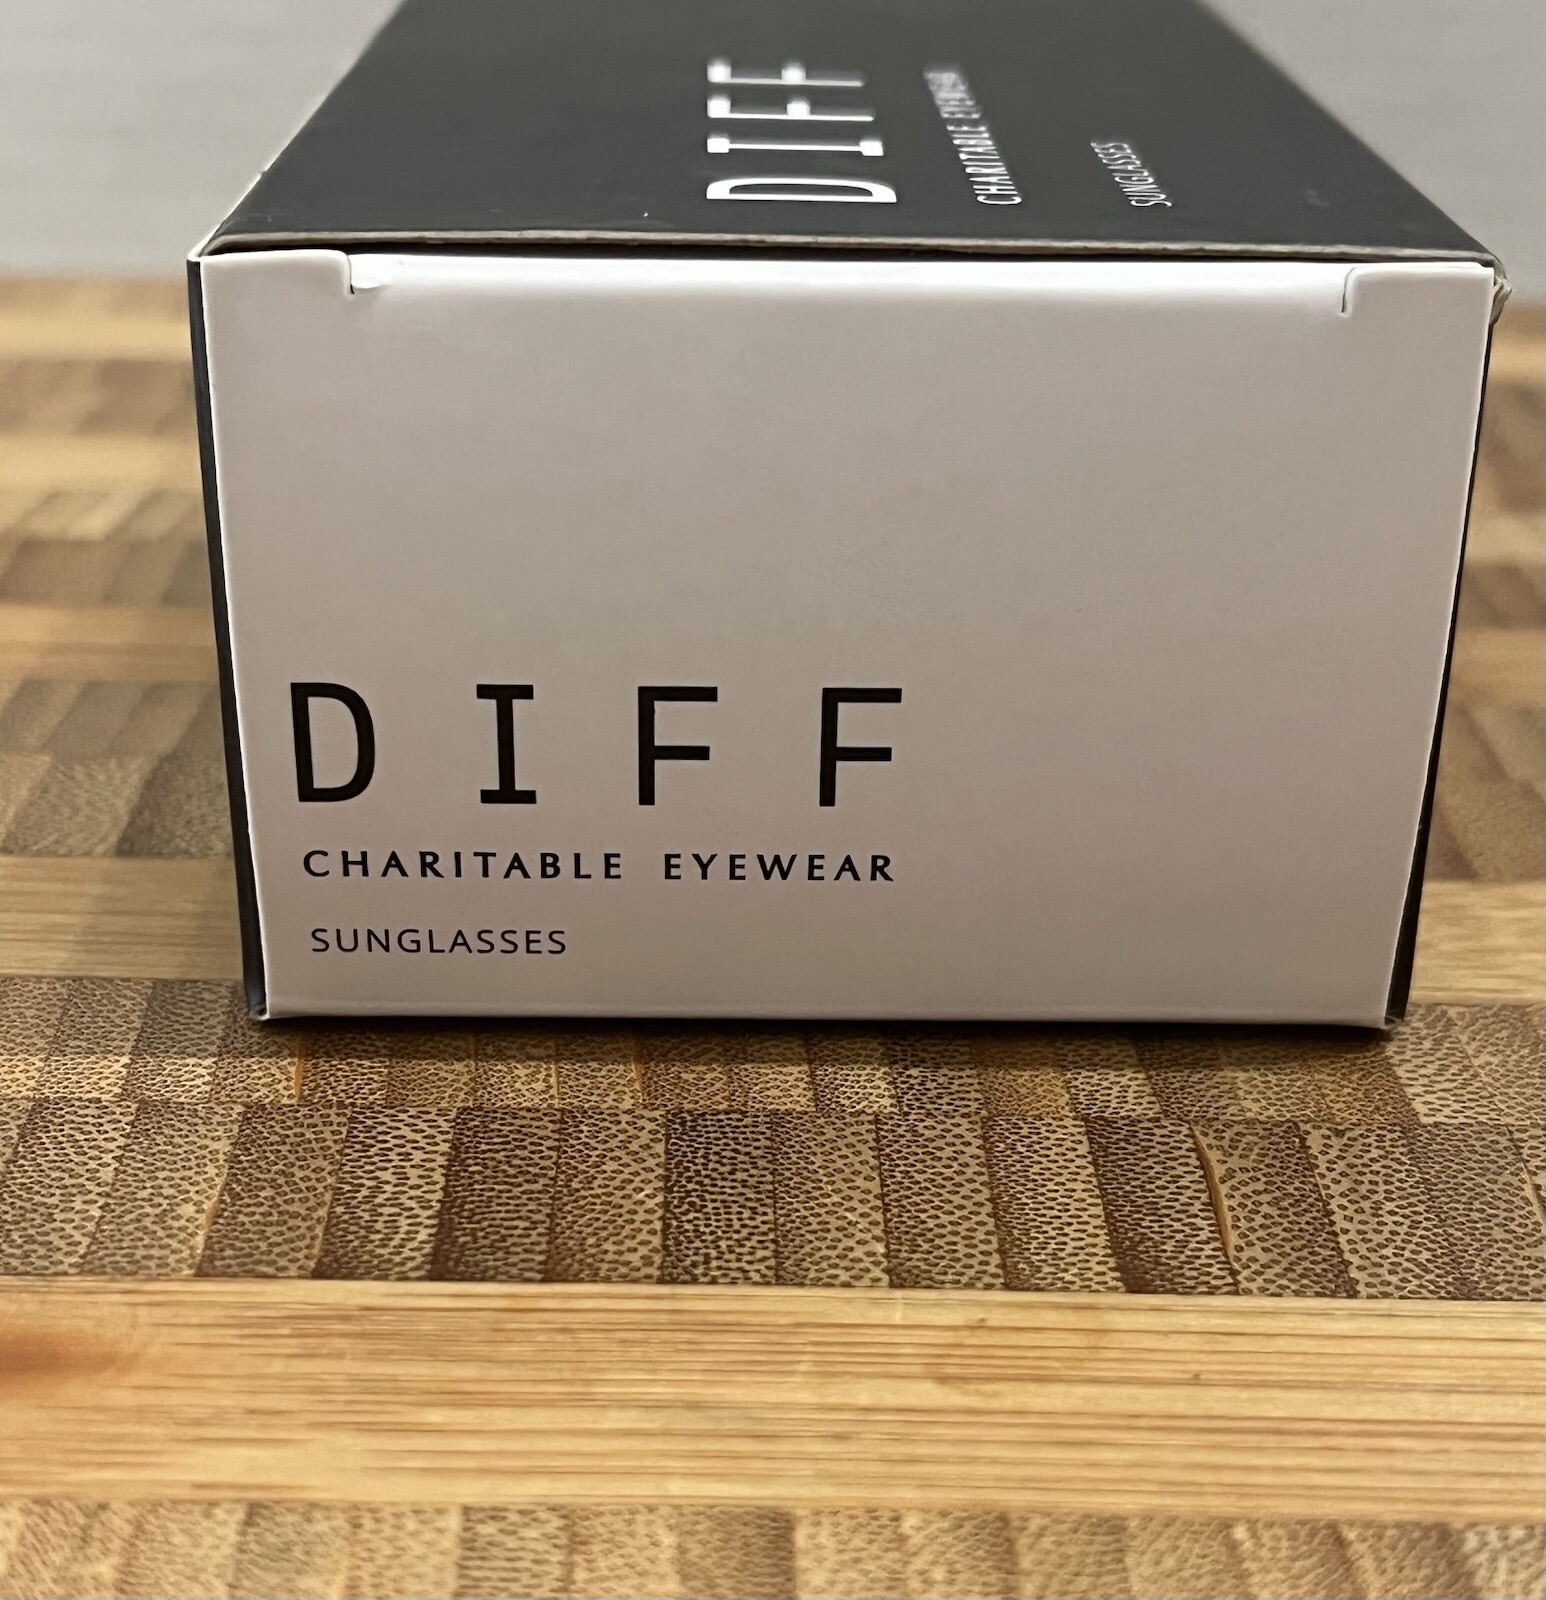 DIFF
CHARITABLE EYEWEAR
SUNGLASSES
DIFF
CHARITABLE EYEWEAR
SUNGLASSES